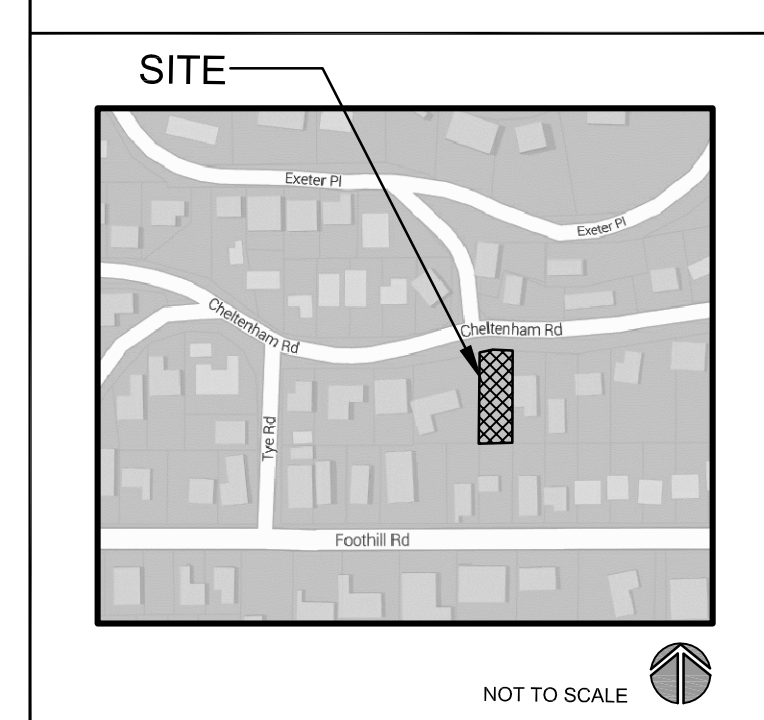 SITE
Exeter Pl
Exeter Pl
Cheltenham Rd
Cheltenham Rd
Tye Rd
Foothill Rd
NOT TO SCALE